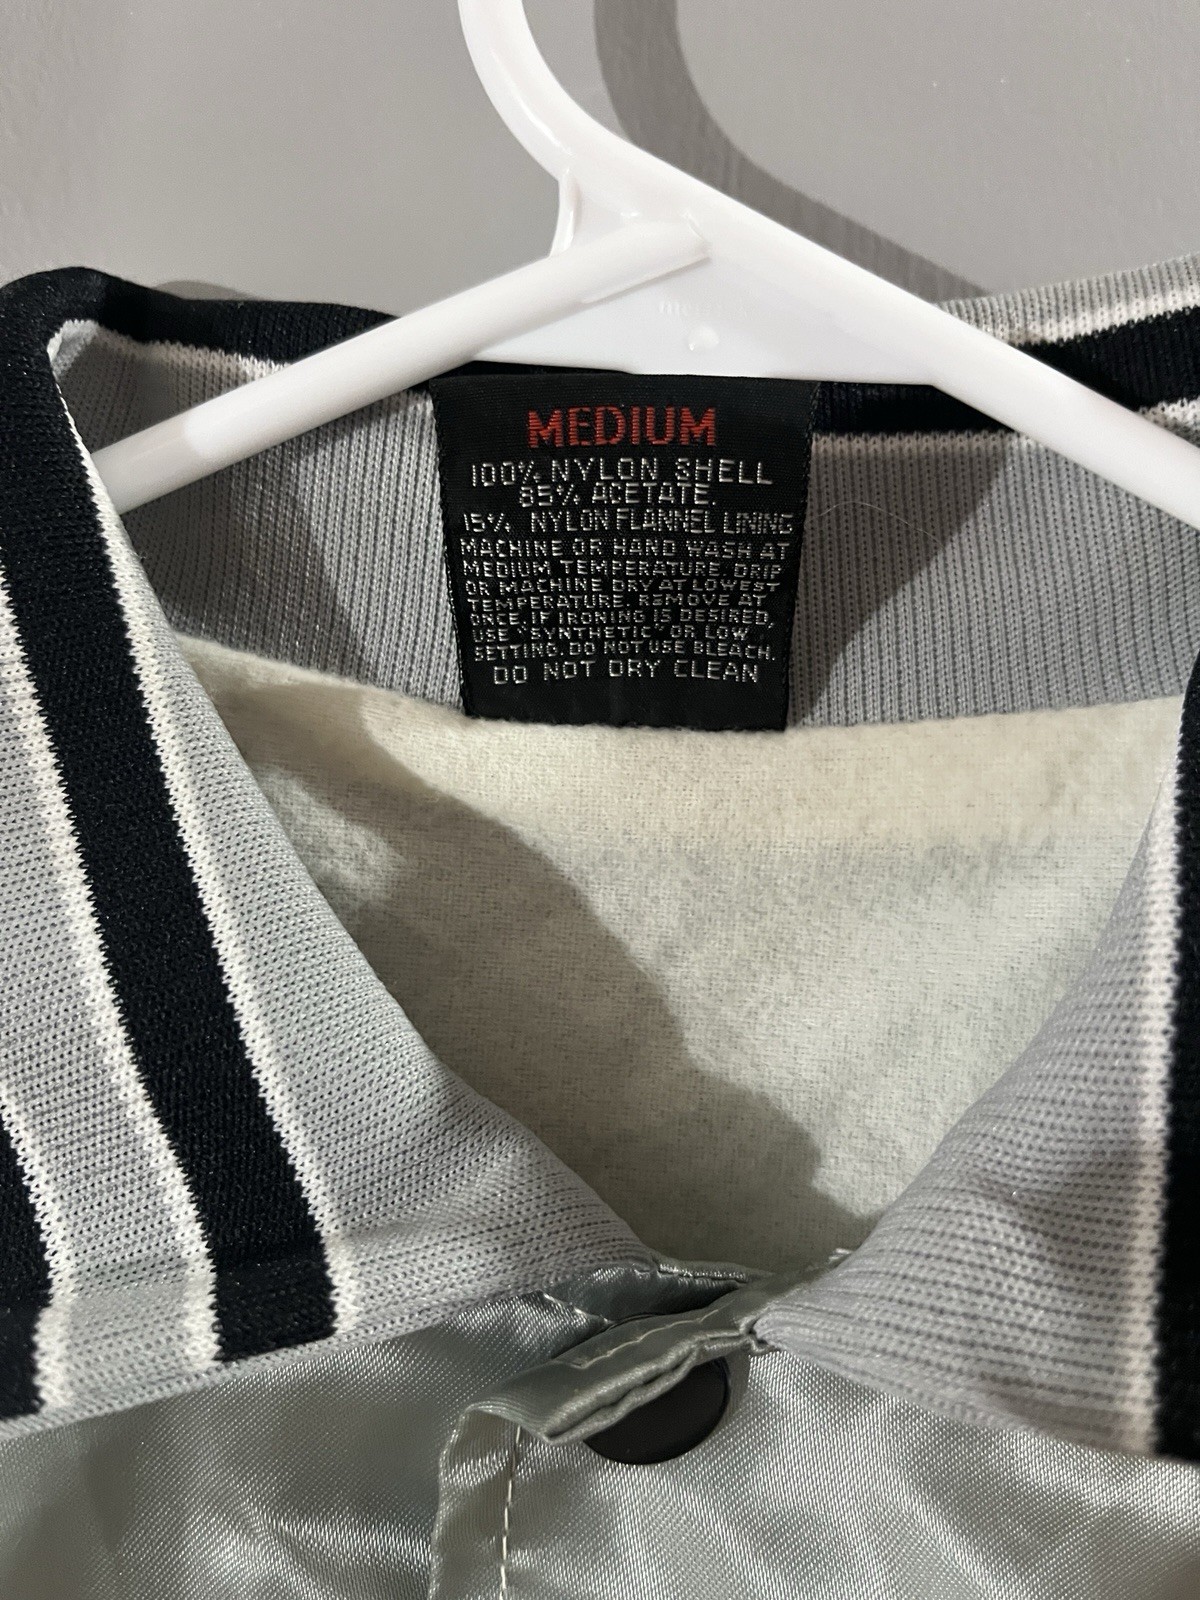 MEDIUM
100% NYLON SHELL
85% ACETATE
15% NYLON FLANNEL LINING
MACHINE OR HAND WASH AT
MEDIUM TEMPERATURE. DRIP
OR MACHINE DRY AT LOWEST
TEMPERATURE. REMOVE AT
ONCE. IF IRONING IS DESIRED,
USE "SYNTHETIC" OR LOW
SETTING. DO NOT USE BLEACH.
DO NOT DRY CLEAN